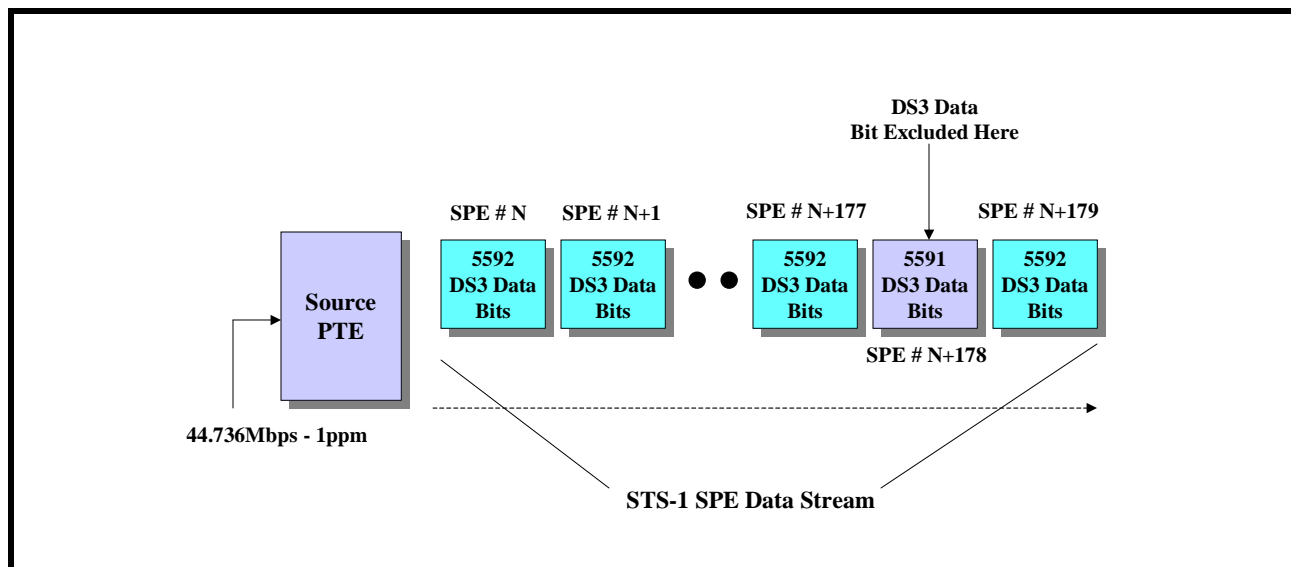 DS3 Data
Bit Excluded Here
SPE # N
SPE # N+1
SPE # N+177
SPE # N+179
Source
PTE
5592
DS3 Data
Bits
5592
DS3 Data
Bits
5592
DS3 Data
Bits
5591
DS3 Data
Bits
5592
DS3 Data
Bits
SPE # N+178
44.736Mbps - 1ppm
STS-1 SPE Data Stream